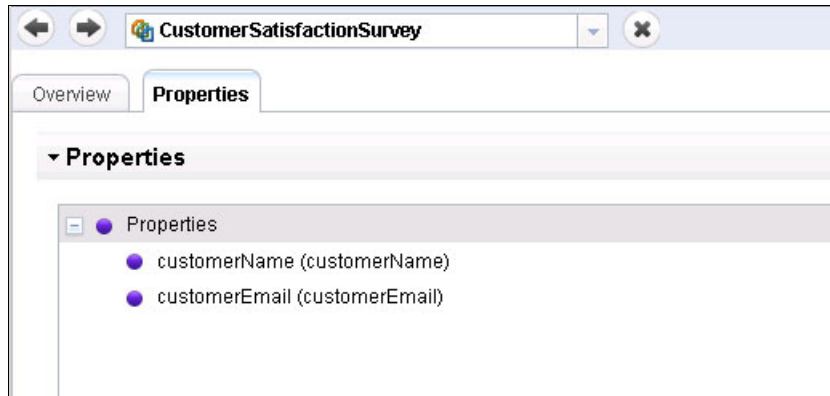 CustomerSatisfactionSurvey
Overview Properties
Properties
Properties
customerName (customerName)
customerEmail (customerEmail)